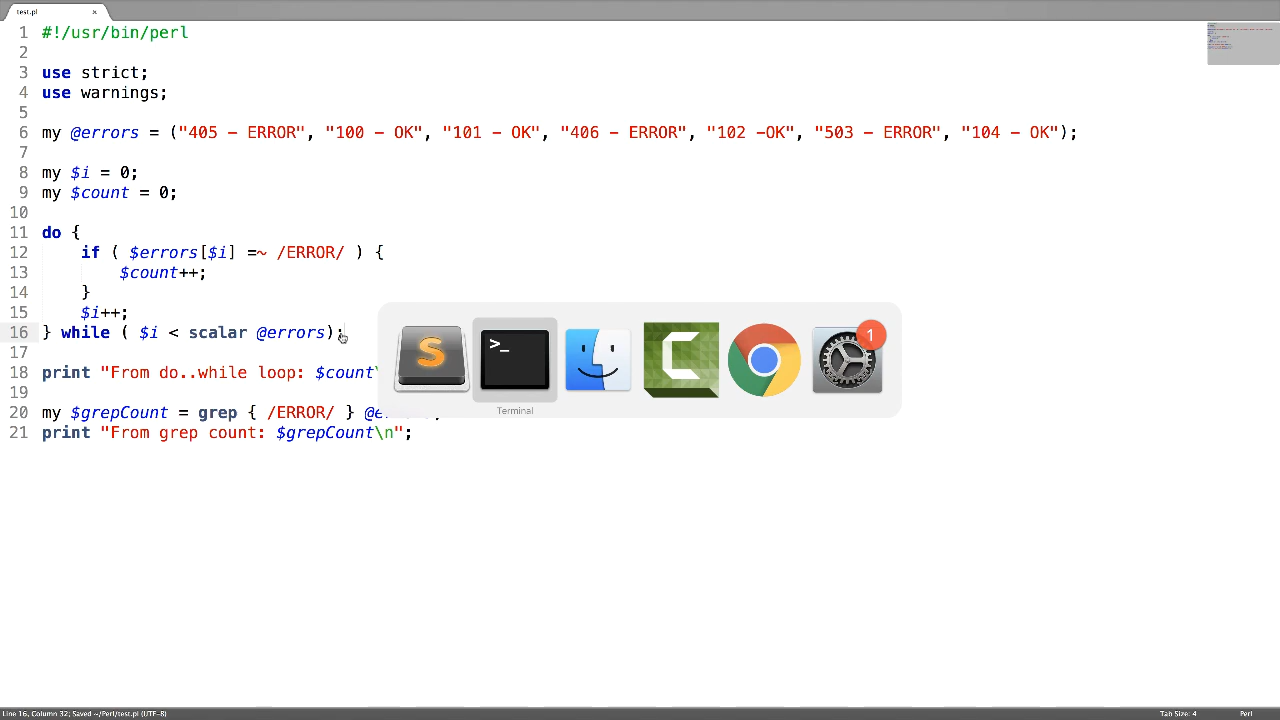 test.pl
×
1 #!/usr/bin/perl
2
3 use strict;
4 use warnings;
5
6 my @errors = ("405 - ERROR", "100 - OK", "101 - OK", "406 - ERROR", "102 -OK", "503 - ERROR", "104 - OK");
7
8 my $i = 0;
9 my $count = 0;
10
11 do {
12 if ( $errors[$i] =~ /ERROR/ ) {
13 $count++;
14 }
15 $i++;
16 } while ( $i < scalar @errors);
17
18 print "From do..while loop: $count
19
20 my $grepCount = grep { /ERROR/ } @
21 print "From grep count: $grepCount\n";
S
>_
C
1
Terminal
Line 16, Column 32; Saved ~/Perl/test.pl (UTF-8)
Tab Size: 4
Perl